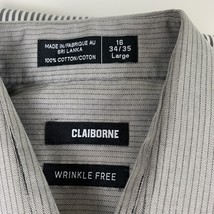 MADE IN/FABRIQUE AU
SRI LANKA
100% COTTON/COTON
16
34/35
Large
CLAIBORNE
WRINKLE FREE